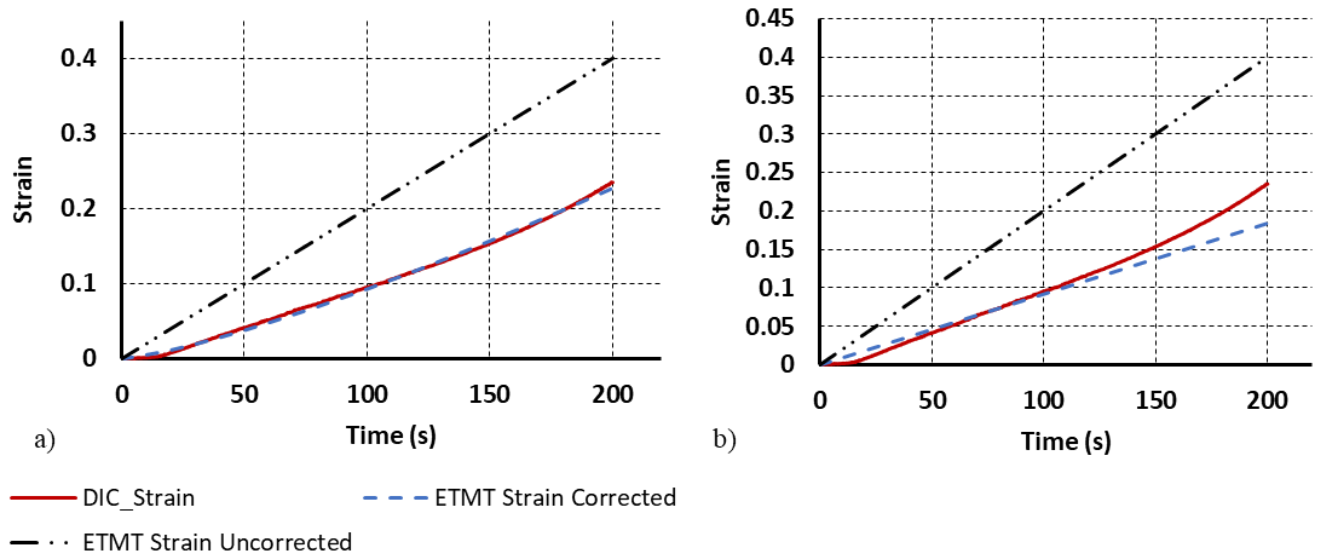 0.4
0.3
0.2
0.1
0
Strain
0 50 100 150 200
Time (s)
a)
0.45
0.4
0.35
0.3
0.25
0.2
0.15
0.1
0.05
0
Strain
0 50 100 150 200
Time (s)
b)
DIC_Strain
ETMT Strain Corrected
ETMT Strain Uncorrected